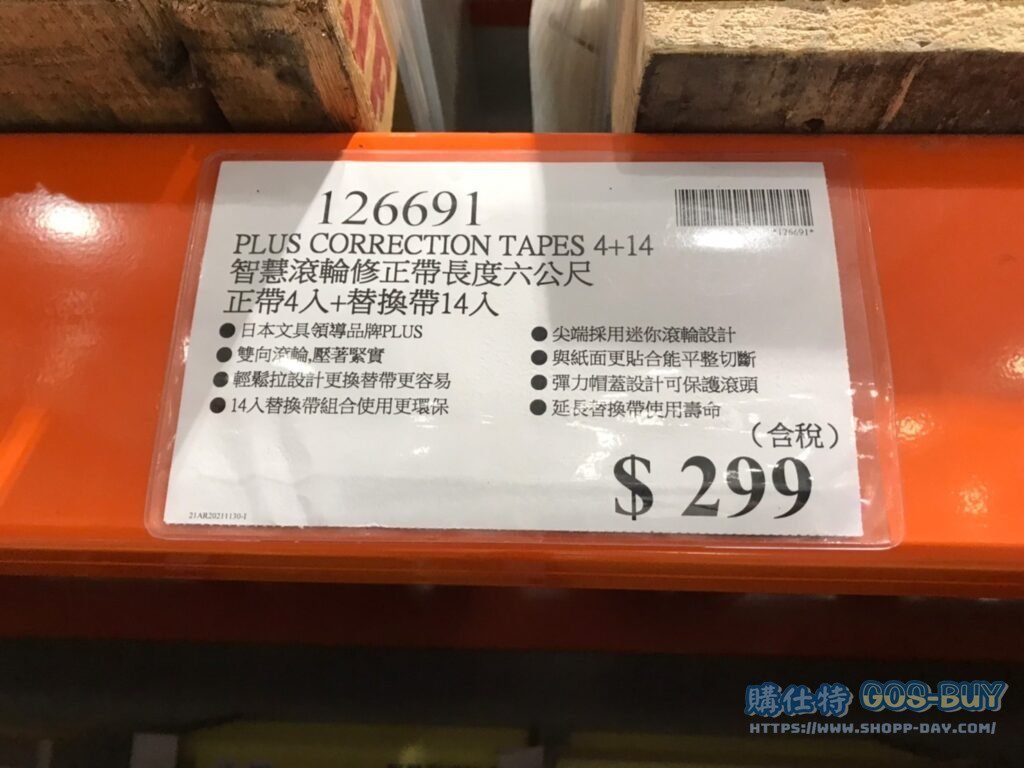 126691
*126691*
PLUS CORRECTION TAPES 4+14
智慧滾輪修正帶長度六公尺
正帶4入+替換帶14入
●日本文具領導品牌PLUS
●雙向滾輪,壓著緊實
●輕鬆拉設計更換替帶更容易
●14入替換帶組合使用更環保
●尖端採用迷你滾輪設計
●與紙面更貼合能平整切斷
●彈力帽蓋設計可保護滾頭
●延長替換帶使用壽命
(含稅)
$ 299
21AR20211130-1
購仕特 GOS-BUY
HTTPS://WWW.SHOPP-DAY.COM/